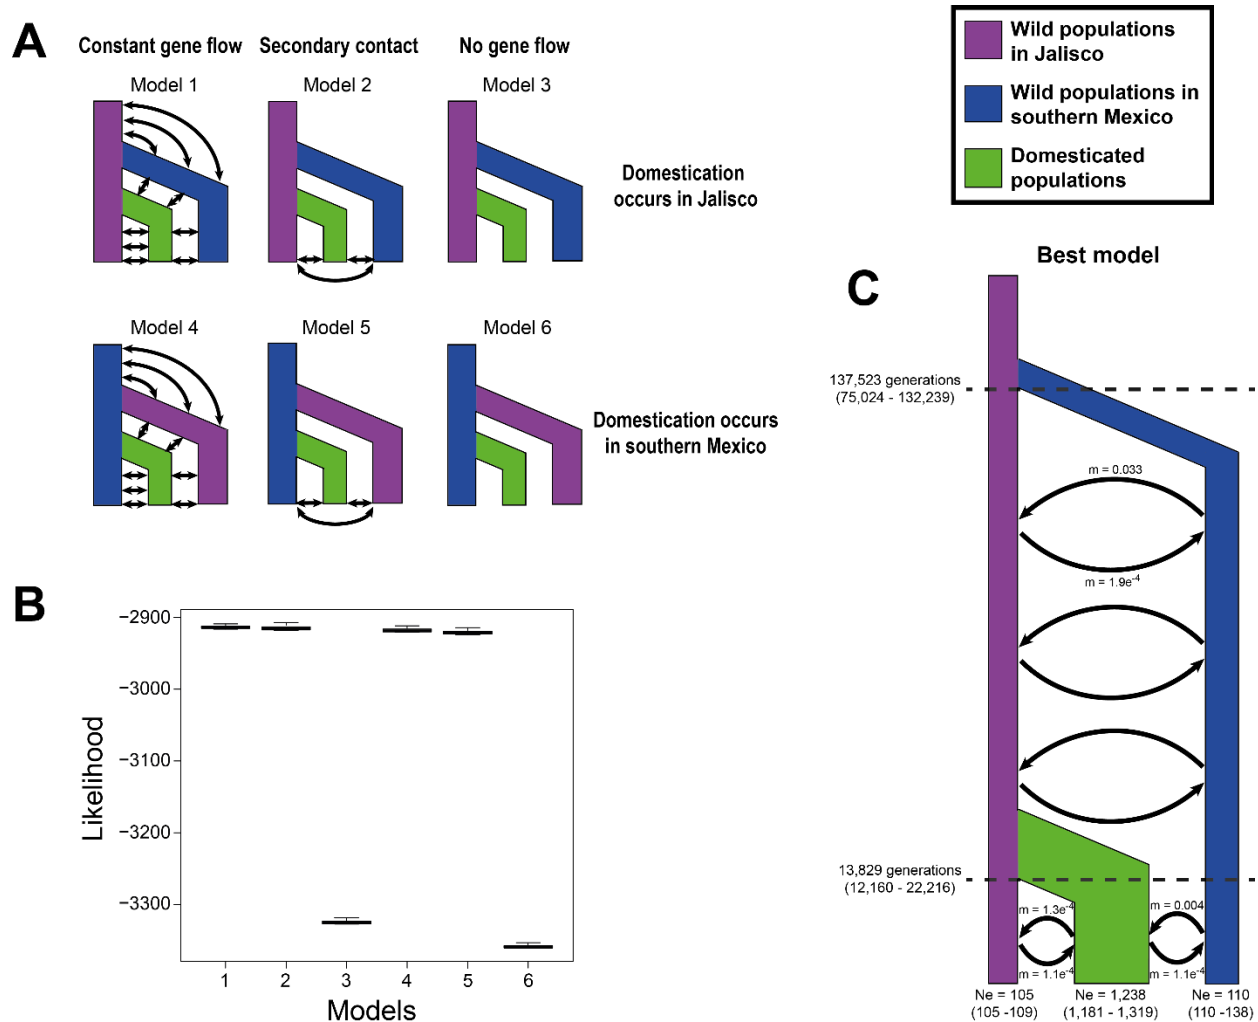 A
Constant gene flow
Secondary contact
No gene flow
Model 1
Model 2
Model 3
Domestication
occurs in Jalisco
Model 4
Model 5
Model 6
Domestication occurs
in southern Mexico
Wild populations
in Jalisco
Wild populations in
southern Mexico
Domesticated
populations
B
Likelihood
−2900
−3000
−3100
−3200
−3300
1
2
3
4
5
6
Models
C
Best model
137,523 generations
(75,024 - 132,239)
m = 0.033
m = 1.9e-4
13,829 generations
(12,160 - 22,216)
m = 1.3e-4
m = 0.004
m = 1.1e-4
m = 1.1e-4
Ne = 105
(105 -109)
Ne = 1,238
(1,181 - 1,319)
Ne = 110
(110 -138)